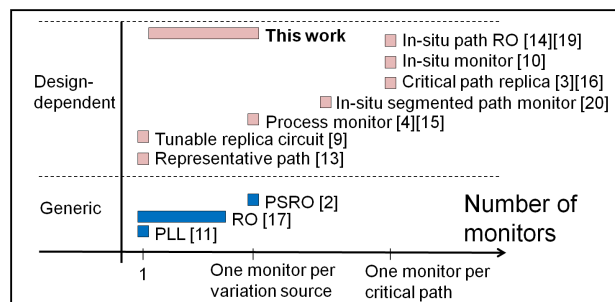 This work
In-situ path RO [14][19]
In-situ monitor [10]
Critical path replica [3][16]
Design-
dependent
In-situ segmented path monitor [20]
Process monitor [4][15]
Tunable replica circuit [9]
Representative path [13]
Generic
PSRO [2]
RO [17]
PLL [11]
Number of
monitors
1
One monitor per
variation source
One monitor per
critical path